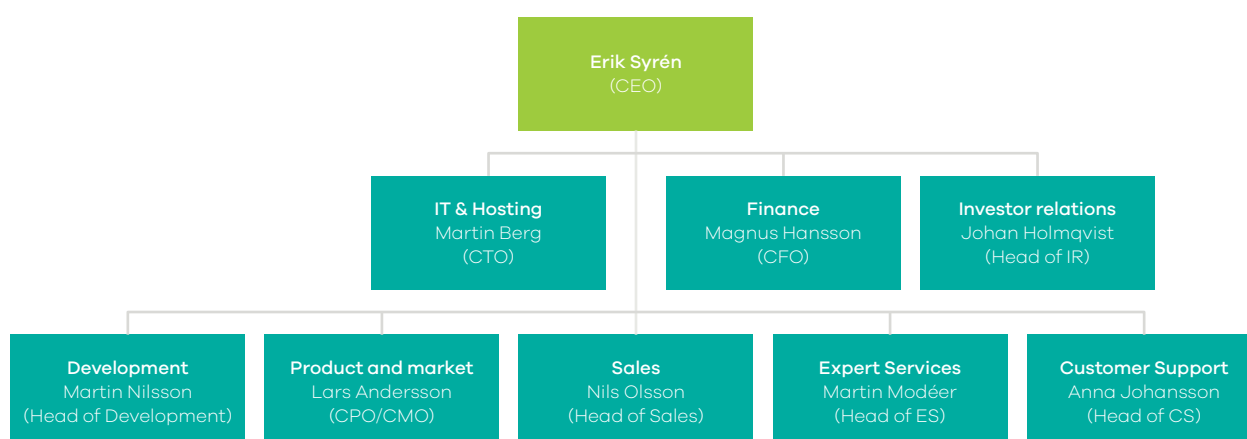 Erik Syrén
(CEO)
IT & Hosting
Martin Berg
(CTO)
Finance
Magnus Hansson
(CFO)
Investor relations
Johan Holmqvist
(Head of IR)
Development
Martin Nilsson
(Head of Development)
Product and market
Lars Andersson
(CPO/CMO)
Sales
Nils Olsson
(Head of Sales)
Expert Services
Martin Modéer
(Head of ES)
Customer Support
Anna Johansson
(Head of CS)